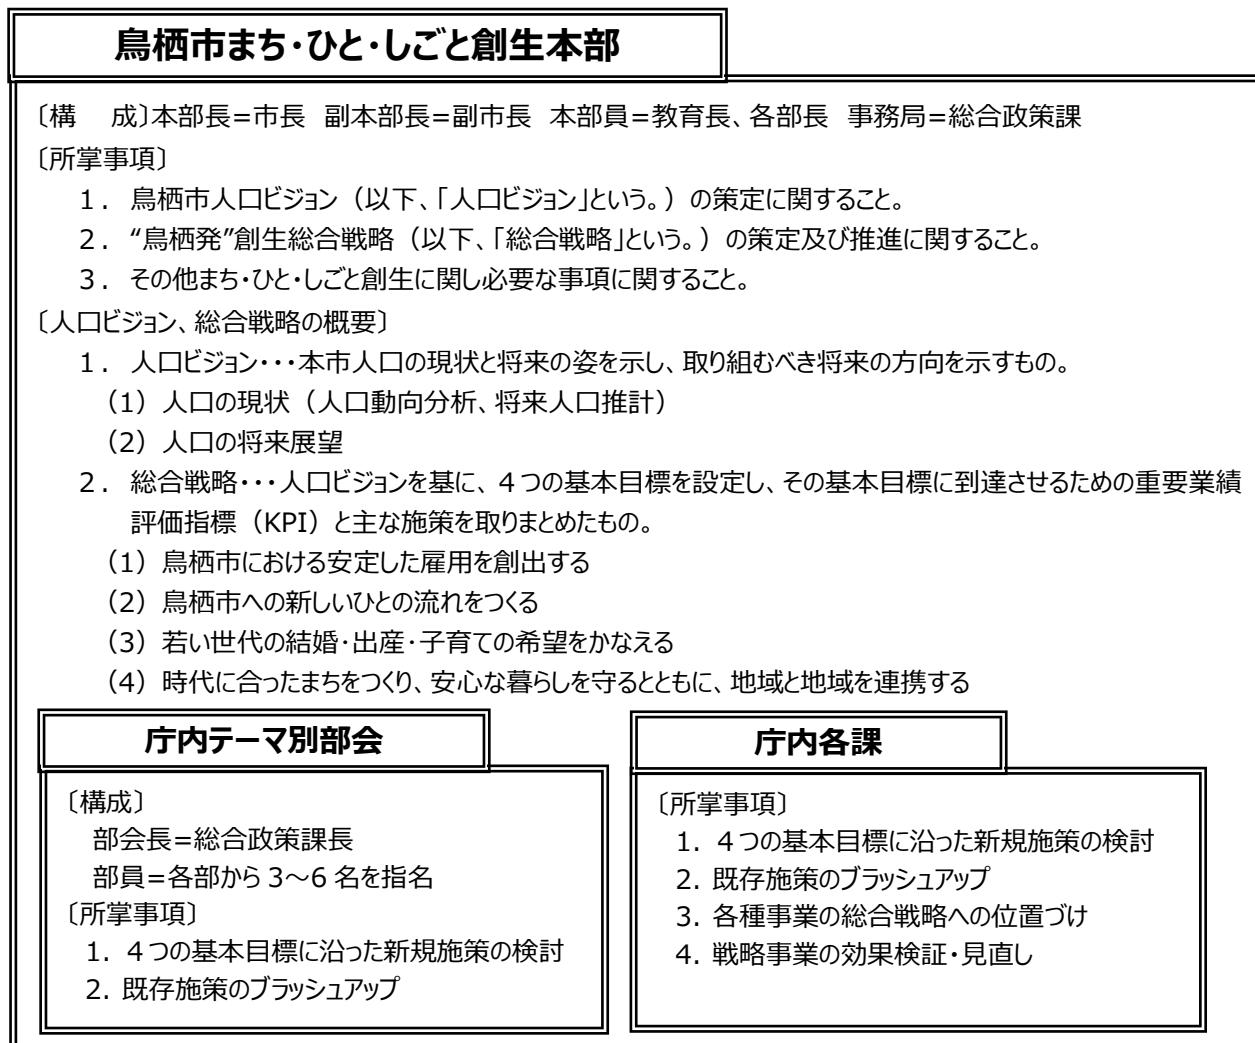 鳥栖市まち・ひと・しごと創生本部
〔構　成〕本部長=市長　副本部長=副市長　本部員=教育長、各部長　事務局=総合政策課
〔所掌事項〕
１． 鳥栖市人口ビジョン（以下、「人口ビジョン」という。）の策定に関すること。
２． “鳥栖発”創生総合戦略（以下、「総合戦略」という。）の策定及び推進に関すること。
３． その他まち・ひと・しごと創生に関し必要な事項に関すること。
〔人口ビジョン、総合戦略の概要〕
１． 人口ビジョン・・・本市人口の現状と将来の姿を示し、取り組むべき将来の方向を示すもの。
（1）人口の現状（人口動向分析、将来人口推計）
（2）人口の将来展望
２． 総合戦略・・・人口ビジョンを基に、４つの基本目標を設定し、その基本目標に到達させるための重要業績
評価指標（KPI）と主な施策を取りまとめたもの。
（1）鳥栖市における安定した雇用を創出する
（2）鳥栖市への新しいひとの流れをつくる
（3）若い世代の結婚・出産・子育ての希望をかなえる
（4）時代に合ったまちをつくり、安心な暮らしを守るとともに、地域と地域を連携する
庁内テーマ別部会
〔構成〕
部会長=総合政策課長
部員=各部から 3～6 名を指名
〔所掌事項〕
1. ４つの基本目標に沿った新規施策の検討
2. 既存施策のブラッシュアップ
庁内各課
〔所掌事項〕
1. ４つの基本目標に沿った新規施策の検討
2. 既存施策のブラッシュアップ
3. 各種事業の総合戦略への位置づけ
4. 戦略事業の効果検証・見直し